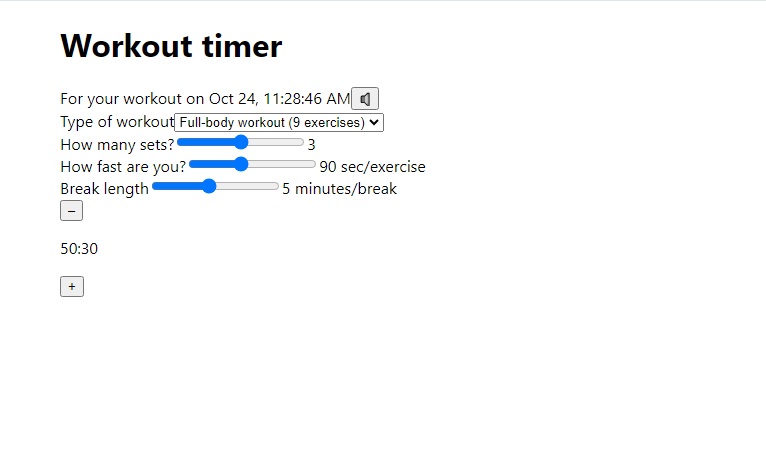 Workout timer
For your workout on Oct 24, 11:28:46 AM
Type of workout Full-body workout (9 exercises)
How many sets? 3
How fast are you? 90 sec/exercise
Break length 5 minutes/break
–
50:30
+